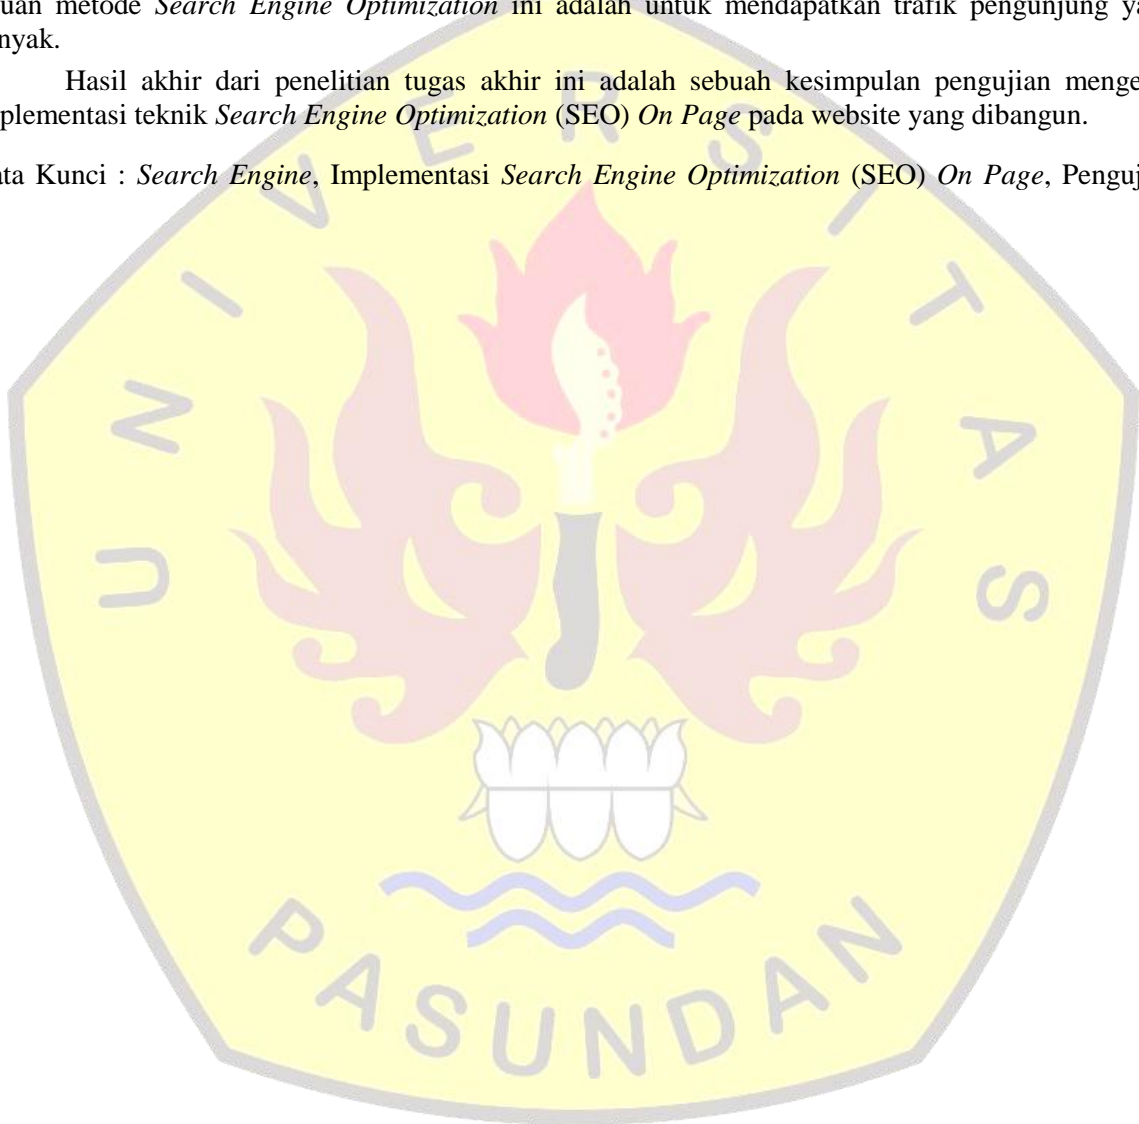 uan metode Search Engine Optimization ini adalah untuk mendapatkan trafik pengunjung ya
nyak.
Hasil akhir dari penelitian tugas akhir ini adalah sebuah kesimpulan pengujian menge
plementasi teknik Search Engine Optimization (SEO) On Page pada website yang dibangun.
ta Kunci : Search Engine, Implementasi Search Engine Optimization (SEO) On Page, Penguj
UNIVERSITAS
PASUNDAN